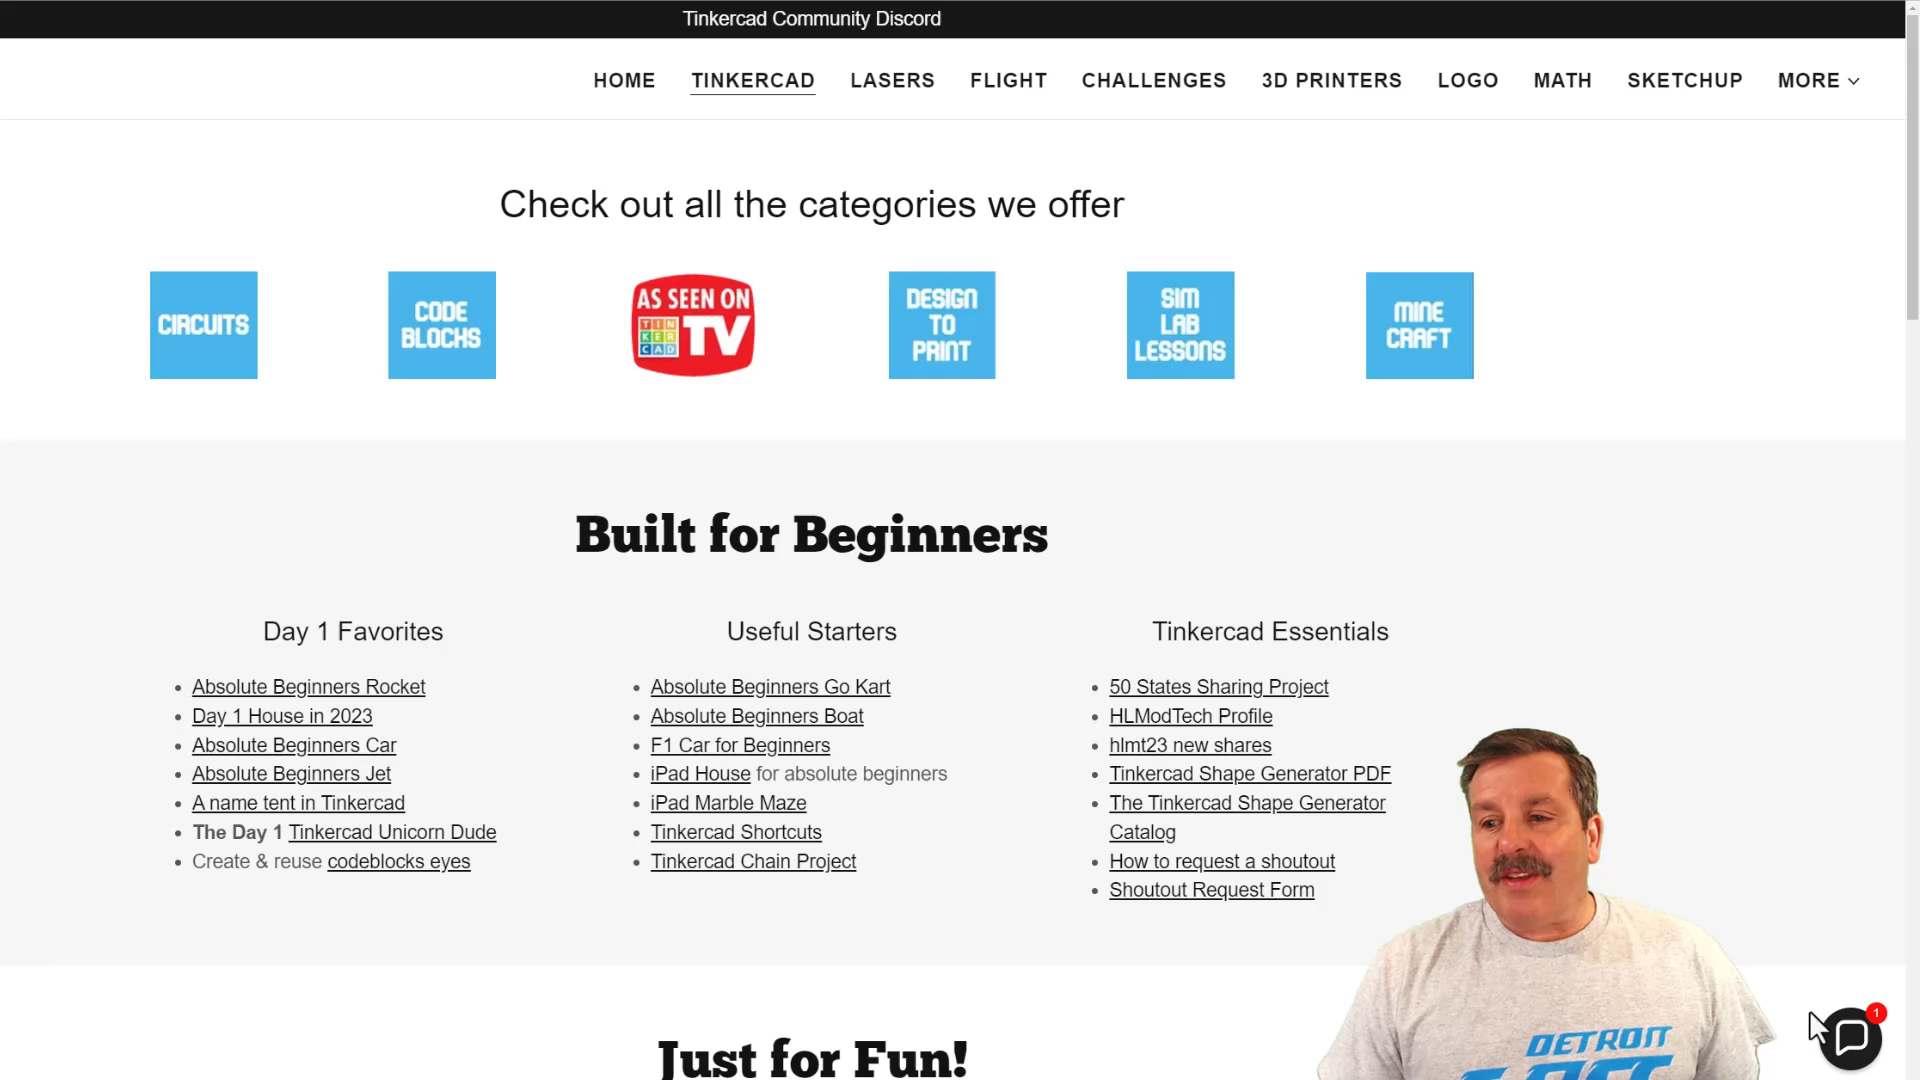 Tinkercad Community Discord
HOME TINKERCAD LASERS FLIGHT CHALLENGES 3D PRINTERS LOGO MATH SKETCHUP MORE
Check out all the categories we offer
CIRCUITS
CODE
BLOCKS
AS SEEN ON
TIN
KER
CAD
TV
DESIGN
TO
PRINT
SIM
LAB
LESSONS
MINE
CRAFT
Built for Beginners
Day 1 Favorites
Absolute Beginners Rocket
Day 1 House in 2023
Absolute Beginners Car
Absolute Beginners Jet
A name tent in Tinkercad
The Day 1 Tinkercad Unicorn Dude
Create & reuse codeblocks eyes
Useful Starters
Absolute Beginners Go Kart
Absolute Beginners Boat
F1 Car for Beginners
iPad House for absolute beginners
iPad Marble Maze
Tinkercad Shortcuts
Tinkercad Chain Project
Tinkercad Essentials
50 States Sharing Project
HLModTech Profile
hlmt23 new shares
Tinkercad Shape Generator PDF
The Tinkercad Shape Generator
Catalog
How to request a shoutout
Shoutout Request Form
Just for Fun!
DETROIT
1